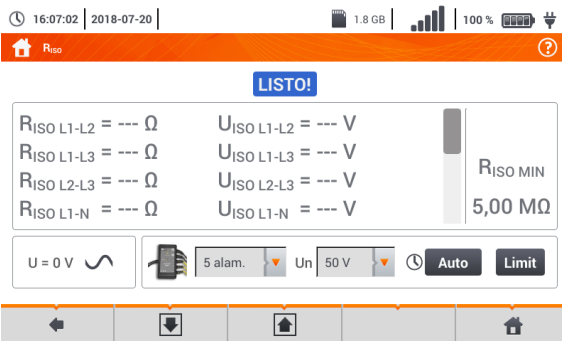 16:07:02 2018-07-20 1.8 GB 100 %
RISO ?
LISTO!
RISO L1-L2 = --- Ω UISO L1-L2 = --- V
RISO L1-L3 = --- Ω UISO L1-L3 = --- V
RISO L2-L3 = --- Ω UISO L2-L3 = --- V
RISO L1-N = --- Ω UISO L1-N = --- V
RISO MIN
5,00 MΩ
U = 0 V 5 alam. Un 50 V Auto Limit